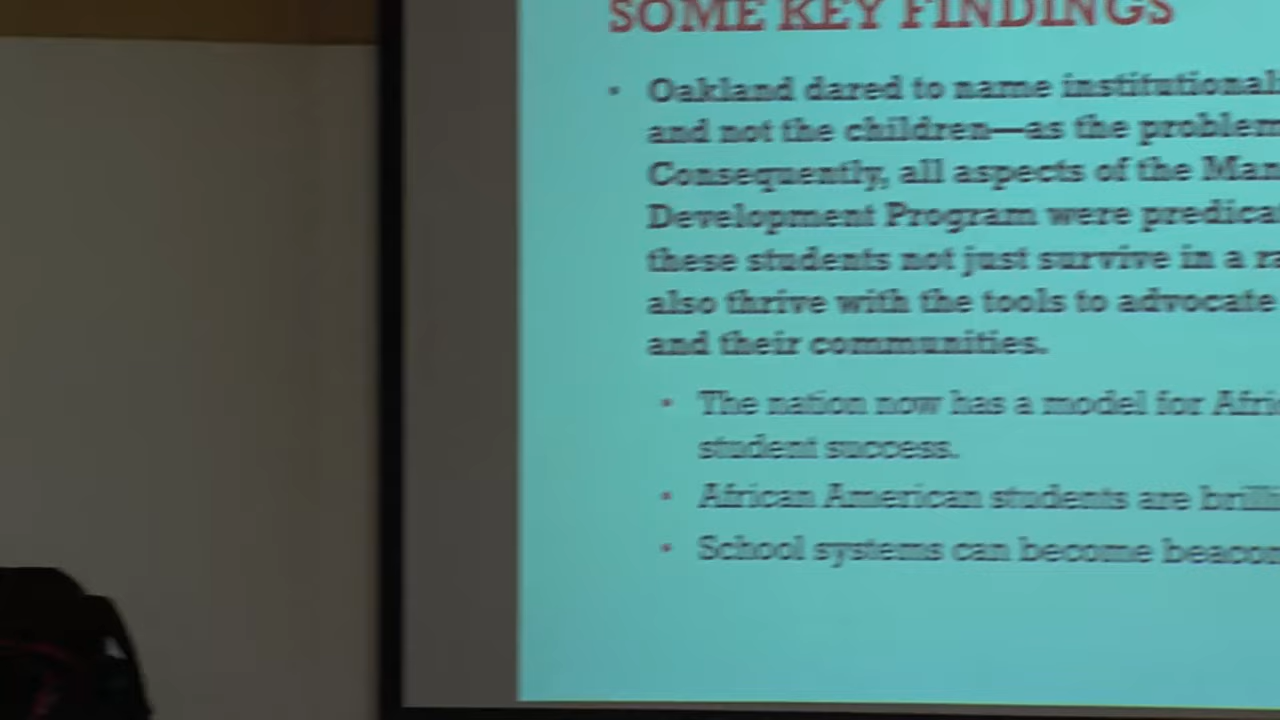 SOME KEY FINDINGS
• Oakland dared to name institutional
and not the children—as the problem
Consequently, all aspects of the Man
Development Program were predica
these students not just survive in a ra
also thrive with the tools to advocate
and their communities.
• The nation now has a model for Afri
student success.
• African American students are brilli
• School systems can become beacon